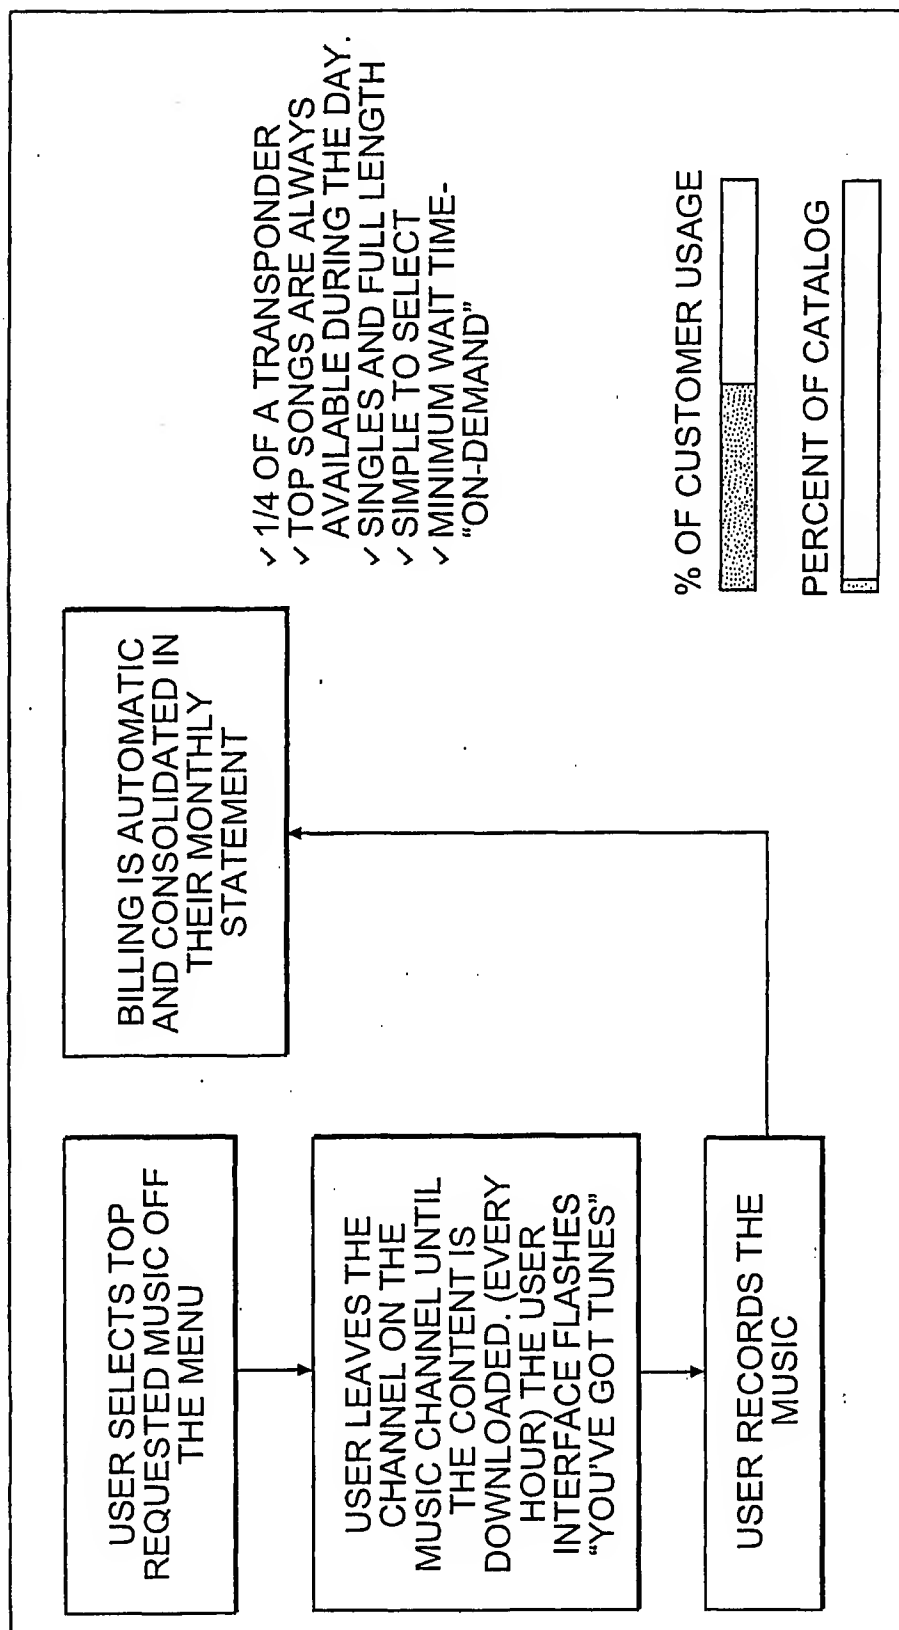 USER SELECTS TOP
REQUESTED MUSIC OFF
THE MENU
USER LEAVES THE
CHANNEL ON THE
MUSIC CHANNEL UNTIL
THE CONTENT IS
DOWNLOADED. (EVERY
HOUR) THE USER
INTERFACE FLASHES
“YOU’VE GOT TUNES”
USER RECORDS THE
MUSIC
BILLING IS AUTOMATIC
AND CONSOLIDATED IN
THEIR MONTHLY
STATEMENT
✓ 1/4 OF A TRANSPONDER
✓ TOP SONGS ARE ALWAYS
AVAILABLE DURING THE DAY.
✓ SINGLES AND FULL LENGTH
✓ SIMPLE TO SELECT
✓ MINIMUM WAIT TIME-
“ON-DEMAND”
% OF CUSTOMER USAGE
PERCENT OF CATALOG